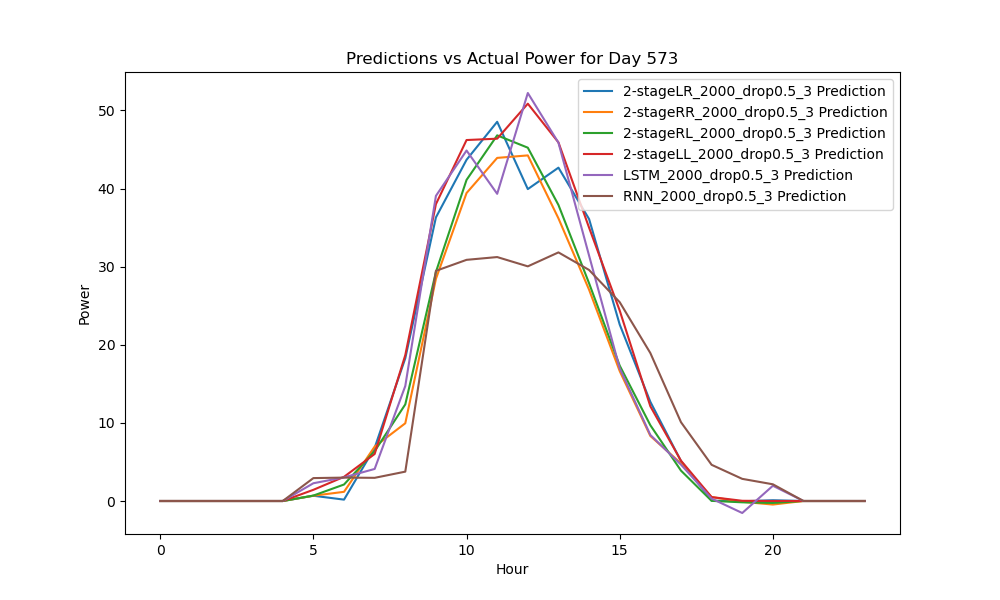 Predictions vs Actual Power for Day 573
2-stageLR_2000_drop0.5_3 Prediction
2-stageRR_2000_drop0.5_3 Prediction
2-stageRL_2000_drop0.5_3 Prediction
2-stageLL_2000_drop0.5_3 Prediction
LSTM_2000_drop0.5_3 Prediction
RNN_2000_drop0.5_3 Prediction
50
40
30
20
10
0
Power
0 5 10 15 20
Hour